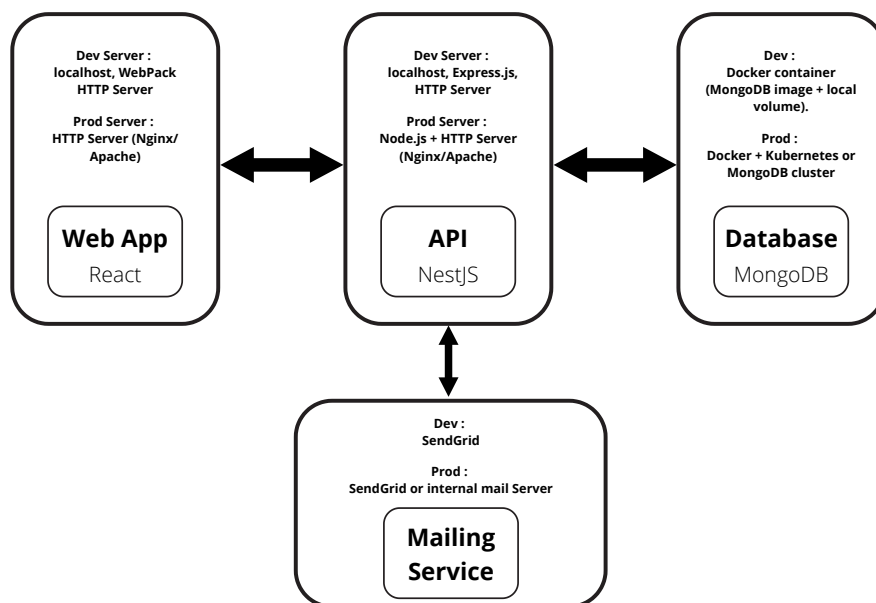 Dev Server :
localhost, WebPack
HTTP Server
Prod Server :
HTTP Server (Nginx/
Apache)
Web App
React
Dev Server :
localhost, Express.js,
HTTP Server
Prod Server :
Node.js + HTTP Server
(Nginx/Apache)
API
NestJS
Dev :
Docker container
(MongoDB image + local
volume).
Prod :
Docker + Kubernetes or
MongoDB cluster
Database
MongoDB
Dev :
SendGrid
Prod :
SendGrid or internal mail Server
Mailing
Service